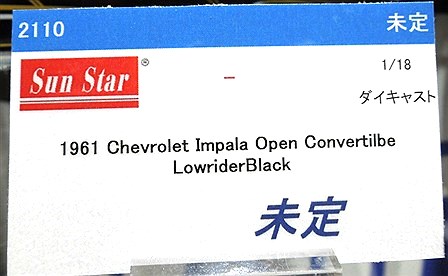 2110 未定
Sun Star ®
–
1/18
ダイキャスト
1961 Chevrolet Impala Open Convertilbe
LowriderBlack
未定